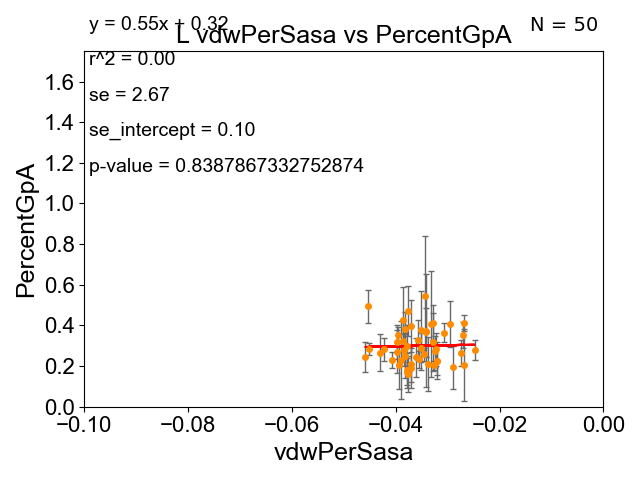 y = 0.55x + 0.32
N = 50
L vdwPerSasa vs PercentGpA
r^2 = 0.00
se = 2.67
se_intercept = 0.10
p-value = 0.8387867332752874
PercentGpA
1.6
1.4
1.2
1.0
0.8
0.6
0.4
0.2
0.0
−0.10
−0.08
−0.06
−0.04
−0.02
0.00
vdwPerSasa